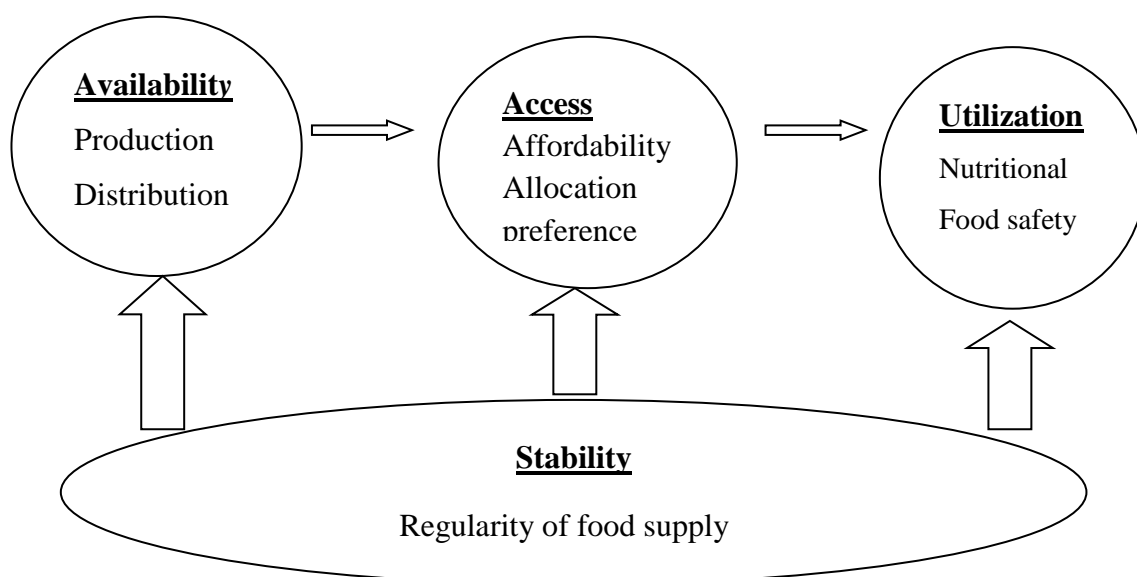 Availability
Production
Distribution
Access
Affordability
Allocation
preference
Utilization
Nutritional
Food safety
Stability
Regularity of food supply